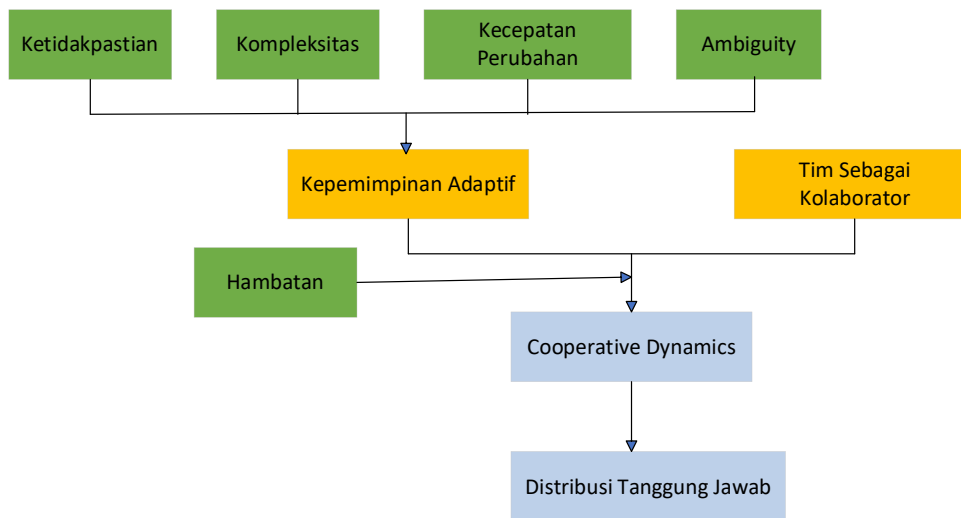 Ketidakpastian
Kompleksitas
Kecepatan
Perubahan
Ambiguity
Kepemimpinan Adaptif
Tim Sebagai
Kolaborator
Hambatan
Cooperative Dynamics
Distribusi Tanggung Jawab